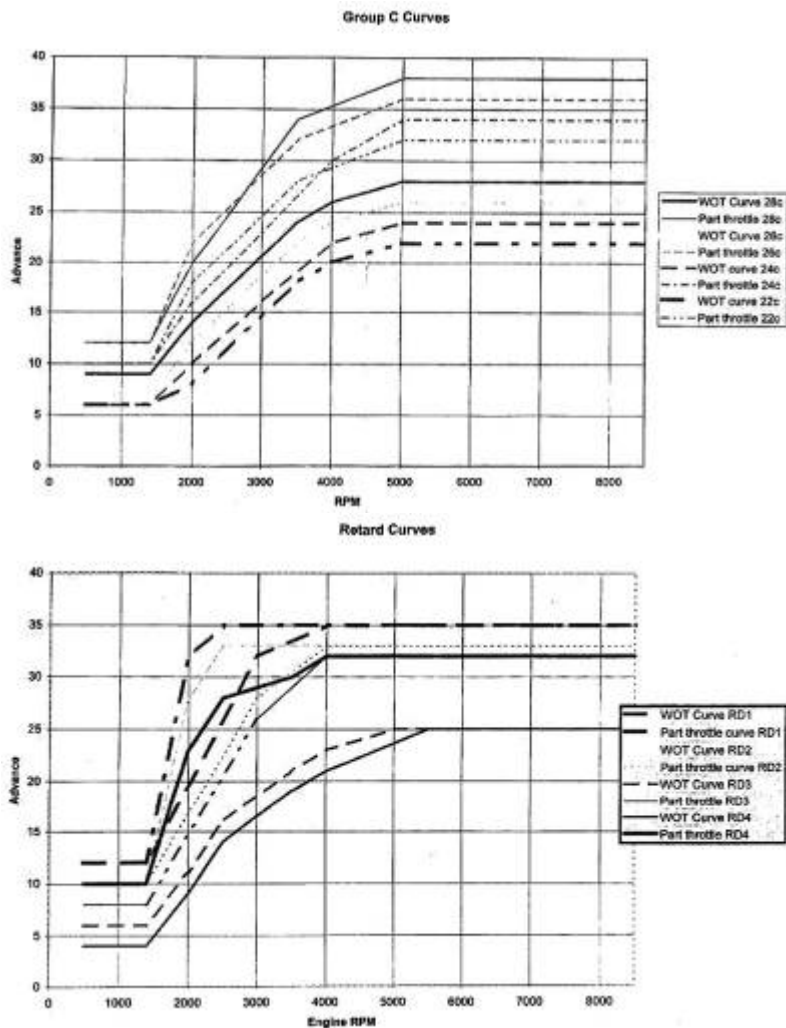 Group C Curves
40
35
30
25
20
15
10
5
0
Advance
0 1000 2000 3000 4000 5000 6000 7000 8000
RPM
WOT Curve 28c
Part throttle 28c
WOT Curve 26c
Part throttle 26c
WOT curve 24c
Part throttle 24c
WOT curve 22c
Part throttle 22c
Retard Curves
40
35
30
25
20
15
10
5
0
Advance
0 1000 2000 3000 4000 5000 6000 7000 8000
Engine RPM
WOT Curve RD1
Part throttle curve RD1
WOT Curve RD2
Part throttle curve RD2
WOT Curve RD3
Part throttle RD3
WOT Curve RD4
Part throttle RD4